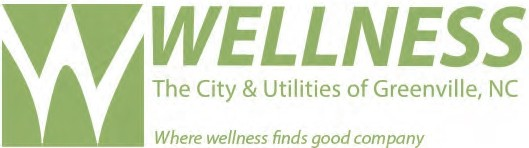 WELLNESS
The City & Utilities of Greenville, NC
Where wellness finds good company